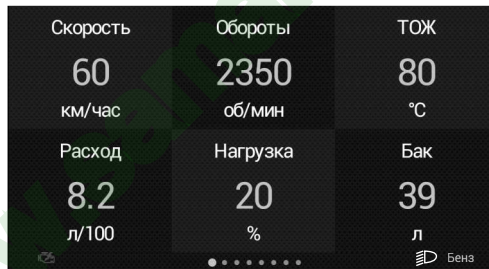 Скорость Обороты ТОЖ
60 2350 80
км/час об/мин °C
Расход Нагрузка Бак
8.2 20 39
л/100 % л
Бенз